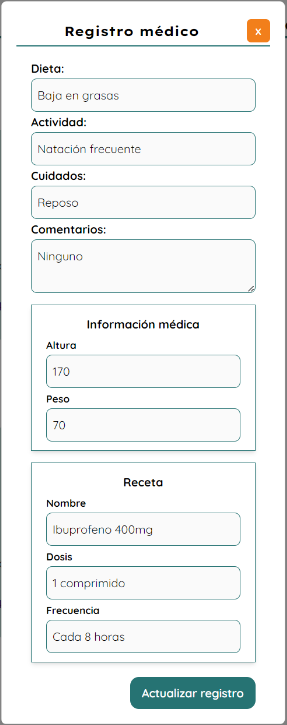 Registro médico
x
Dieta:
Baja en grasas
Actividad:
Natación frecuente
Cuidados:
Reposo
Comentarios:
Ninguno
Información médica
Altura
170
Peso
70
Receta
Nombre
Ibuprofeno 400mg
Dosis
1 comprimido
Frecuencia
Cada 8 horas
Actualizar registro